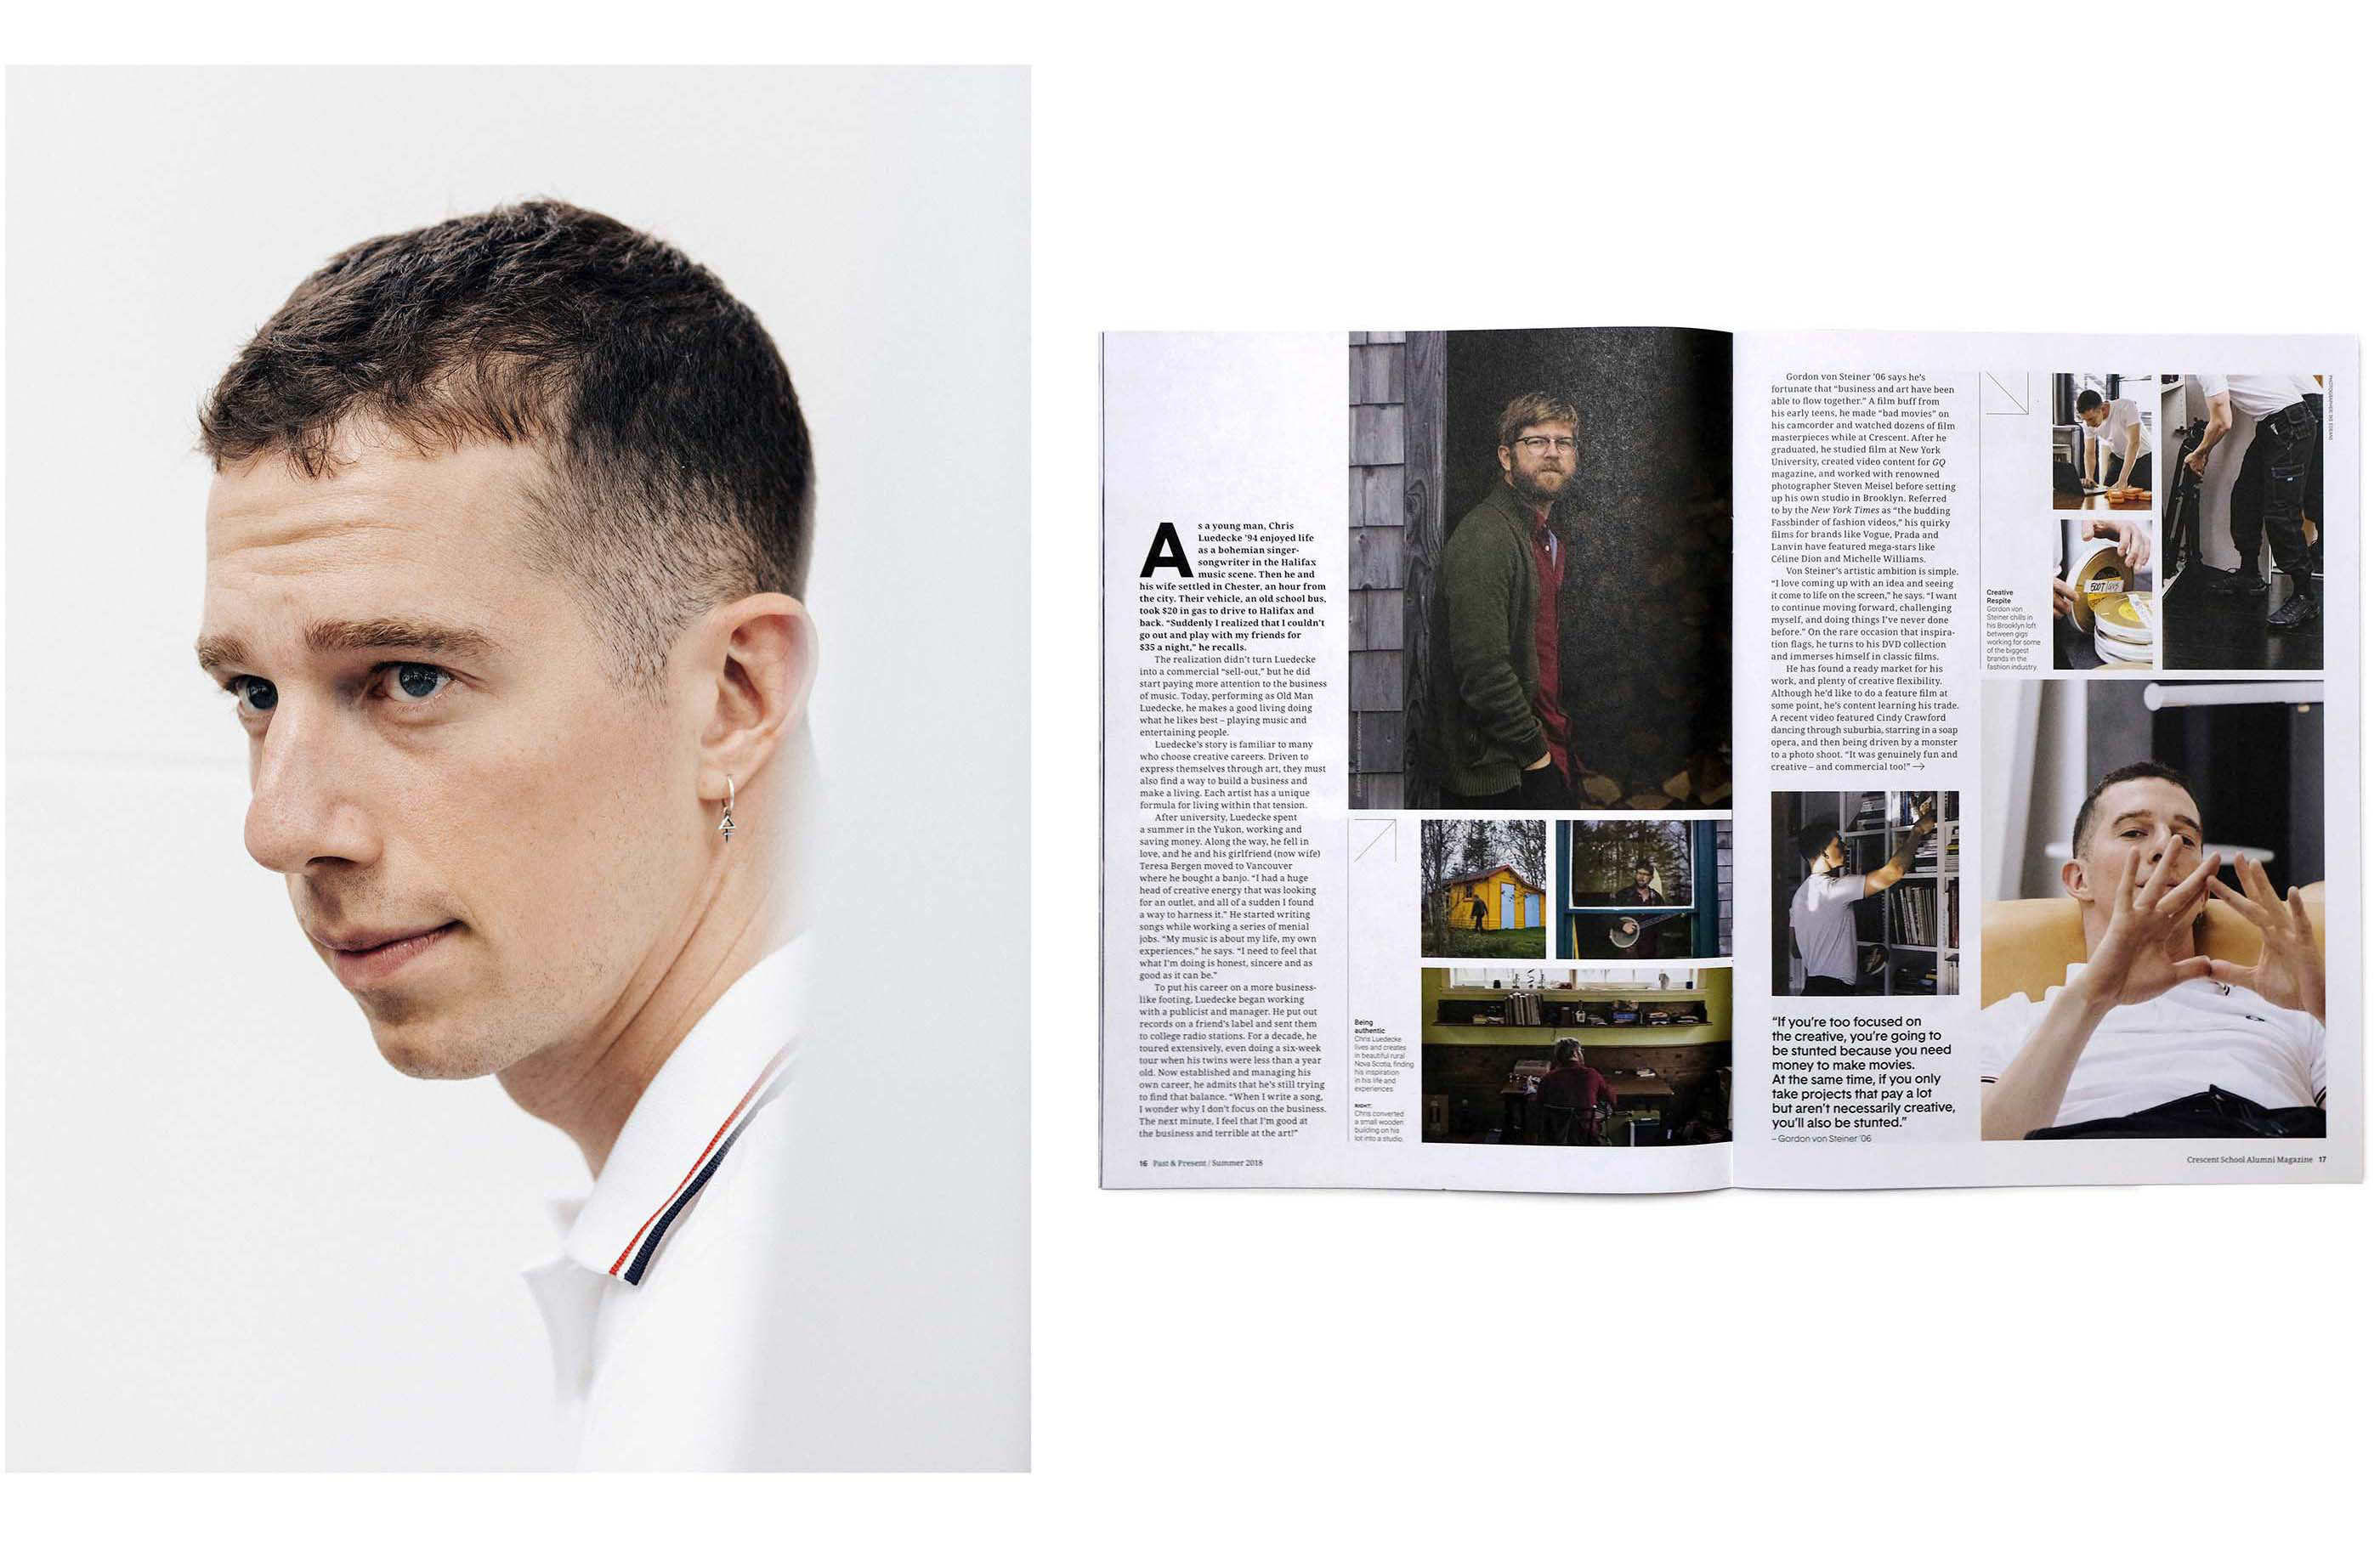 As a young man, Chris
Luedecke ’94 enjoyed life
as a bohemian singer-
songwriter in the Halifax
music scene. Then he and
his wife settled in Chester, an hour from
the city. Their vehicle, an old school bus,
took $20 in gas to drive to Halifax and
back. “Suddenly I realized that I couldn’t
go out and play with my friends for
$35 a night,” he recalls.
The realization didn’t turn Luedecke
into a commercial “sell-out,” but he did
start paying more attention to the business
of music. Today, performing as Old Man
Luedecke, he makes a good living doing
what he likes best – playing music and
entertaining people.
Luedecke’s story is familiar to many
who choose creative careers. Driven to
express themselves through art, they must
also find a way to build a business and
make a living. Each artist has a unique
formula for living within that tension.
After university, Luedecke spent
a summer in the Yukon, working and
saving money. Along the way, he fell in
love, and he and his girlfriend (now wife)
Teresa Bergen moved to Vancouver
where he bought a banjo. “I had a huge
head of creative energy that was looking
for an outlet, and all of a sudden I found
a way to harness it.” He started writing
songs while working a series of menial
jobs. “My music is about my life, my own
experiences,” he says. “I need to feel that
what I’m doing is honest, sincere and as
good as it can be.”
To put his career on a more business-
like footing, Luedecke began working
with a publicist and manager. He put out
records on a friend’s label and sent them
to college radio stations. For a decade, he
toured extensively, even doing a six-week
tour when his twins were less than a year
old. Now established and managing his
own career, he admits that he’s still trying
to find that balance. “When I write a song,
I wonder why I don’t focus on the business.
The next minute, I feel that I’m good at
the business and terrible at the art!”
16 Past & Present / Summer 2018
Being
authentic
Chris Luedecke
lives and creates
in beautiful rural
Nova Scotia, finding
his inspiration
in his life and
experiences.
RIGHT:
Chris converted
a small wooden
building on his
lot into a studio.
Gordon von Steiner ’06 says he’s
fortunate that “business and art have been
able to flow together.” A film buff from
his early teens, he made “bad movies” on
his camcorder and watched dozens of film
masterpieces while at Crescent. After he
graduated, he studied film at New York
University, created video content for GQ
magazine, and worked with renowned
photographer Steven Meisel before setting
up his own studio in Brooklyn. Referred
to by the New York Times as “the budding
Fassbinder of fashion videos,” his quirky
films for brands like Vogue, Prada and
Lanvin have featured mega-stars like
Céline Dion and Michelle Williams.
Von Steiner’s artistic ambition is simple.
“I love coming up with an idea and seeing
it come to life on the screen,” he says. “I want
to continue moving forward, challenging
myself, and doing things I’ve never done
before.” On the rare occasion that inspira-
tion flags, he turns to his DVD collection
and immerses himself in classic films.
He has found a ready market for his
work, and plenty of creative flexibility.
Although he’d like to do a feature film at
some point, he’s content learning his trade.
A recent video featured Cindy Crawford
dancing through suburbia, starring in a soap
opera, and then being driven by a monster
to a photo shoot. “It was genuinely fun and
creative – and commercial too!” →
“If you’re too focused on
the creative, you’re going to
be stunted because you need
money to make movies.
At the same time, if you only
take projects that pay a lot
but aren’t necessarily creative,
you’ll also be stunted.”
– Gordon von Steiner ’06
Creative
Respite
Gordon von
Steiner chills in
his Brooklyn loft
between gigs
working for some
of the biggest
brands in the
fashion industry.
Crescent School Alumni Magazine 17